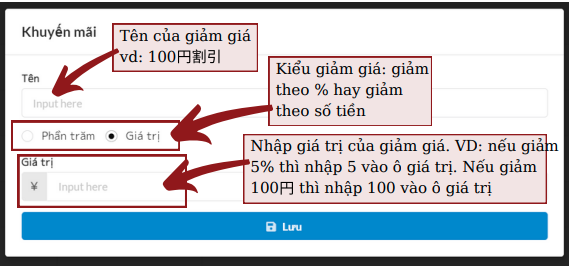 Khuyến mãi
Tên của giảm giá
vd: 100円割引
Tên
Input here
Kiểu giảm giá: giảm
theo % hay giảm
theo số tiền
Phần trăm
Giá trị
Nhập giá trị của giảm giá. VD: nếu giảm
5% thì nhập 5 vào ô giá trị. Nếu giảm
100円 thì nhập 100 vào ô giá trị
Giá trị
¥ Input here
Lưu